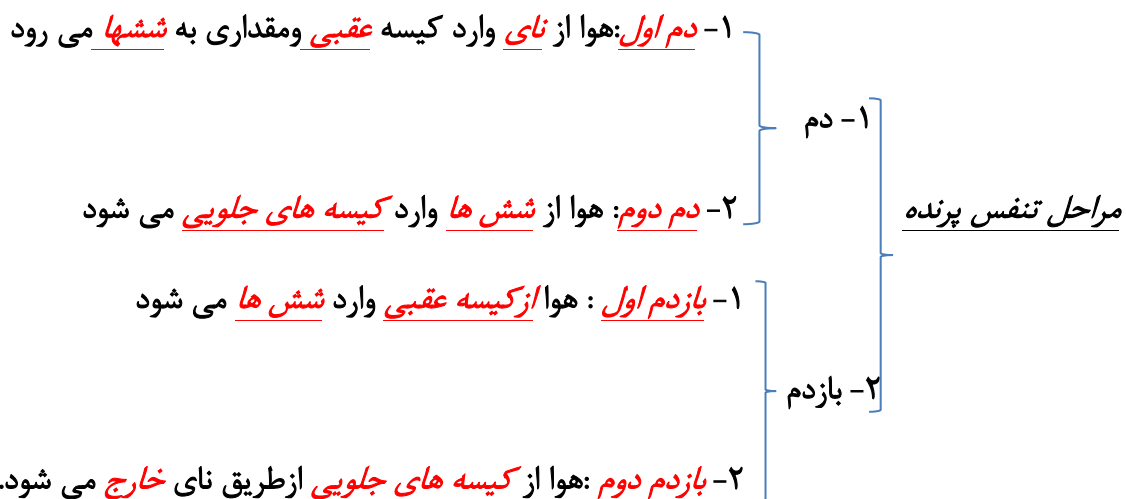 مراحل تنفس پرنده
۱- دم
۱- دم اول:هوا از نای وارد کیسه عقبی ومقداری به ششها می رود
۲- دم دوم: هوا از شش ها وارد کیسه های جلویی می شود
۲- بازدم
۱- بازدم اول : هوا ازکیسه عقبی وارد شش ها می شود
۲- بازدم دوم :هوا از کیسه های جلویی ازطریق نای خارج می شود.